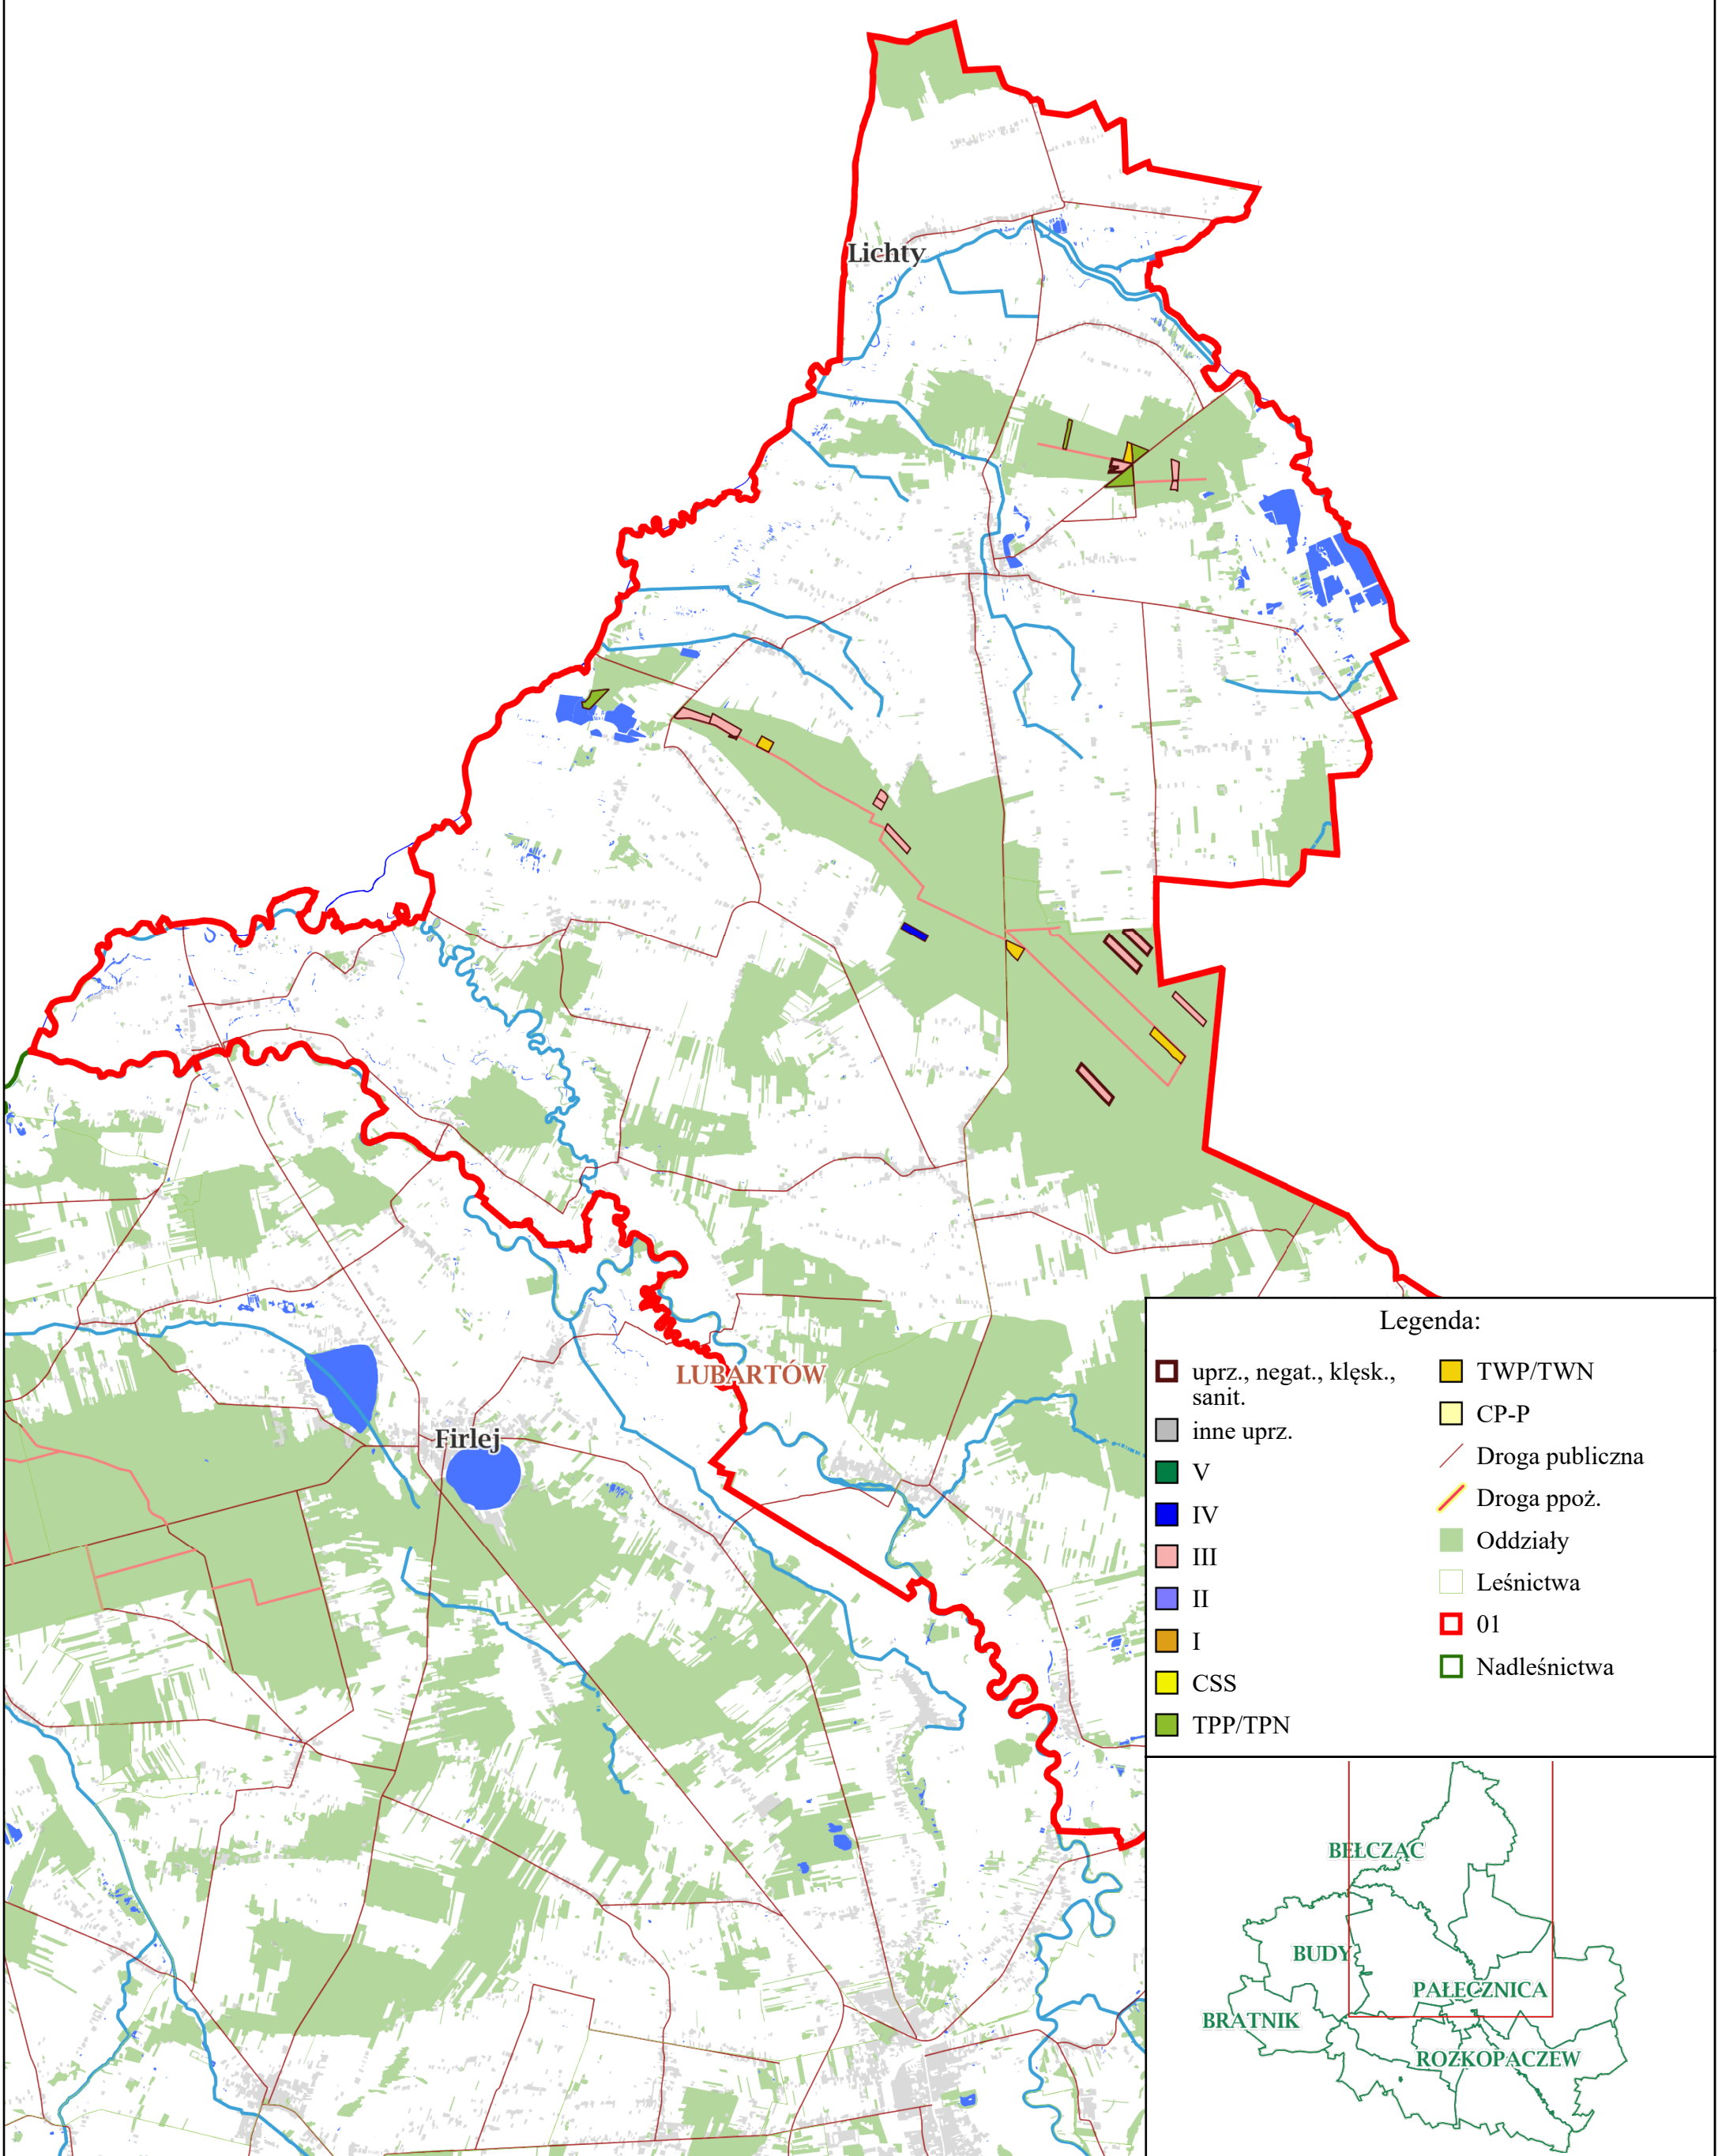 Lichty
LUBARTÓW
Firlej
Legenda:
uprz., negat., klęsk.,
sanit.
inne uprz.
V
IV
III
II
I
CSS
TPP/TPN
TWP/TWN
CP-P
Droga publiczna
Droga ppoż.
Oddziały
Leśnictwa
01
Nadleśnictwa
BEŁCZĄC
BUDY
PAŁECZNICA
BRATNIK
ROZKOPACZEW